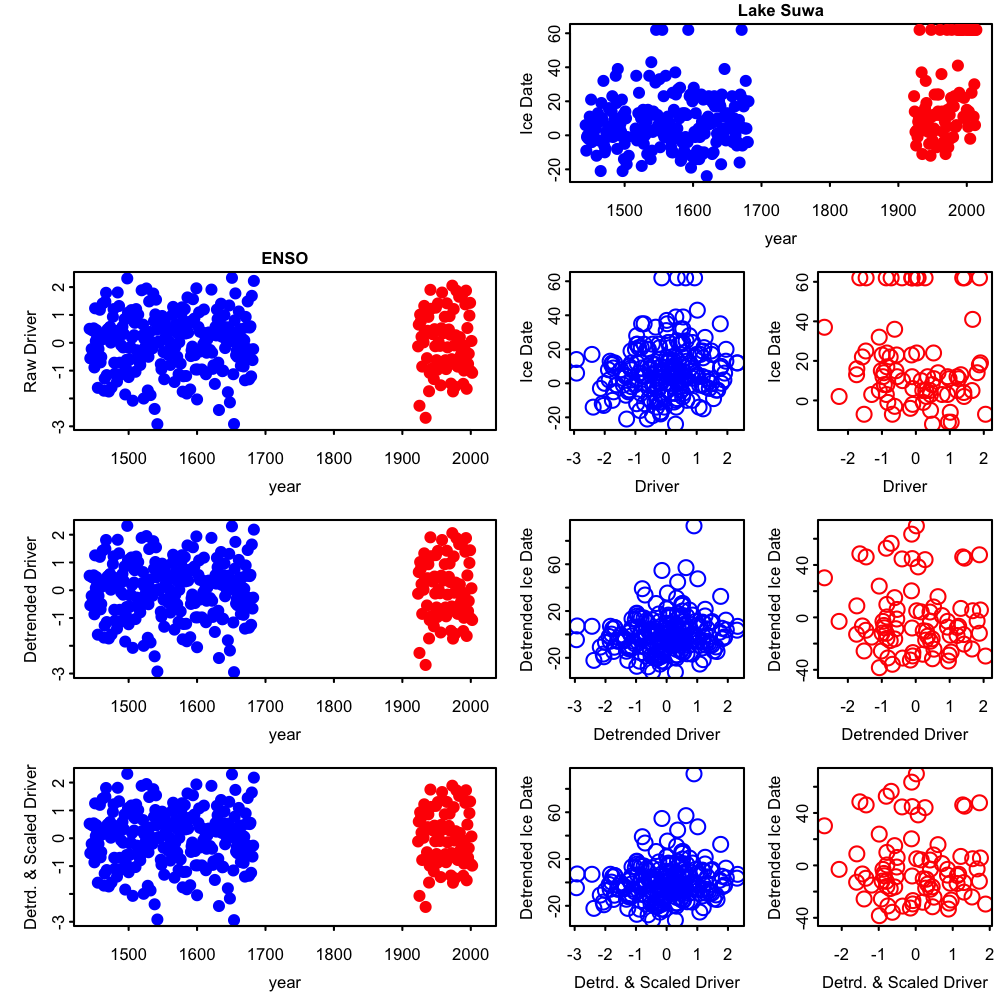 Lake Suwa
Ice Date
-20 0 20 40 60
1500 1600 1700 1800 1900 2000
year
ENSO
Raw Driver
-3 -1 0 1 2
1500 1600 1700 1800 1900 2000
year
Ice Date
-20 0 20 40 60
-3 -2 -1 0 1 2
Driver
Ice Date
0 20 60
-2 -1 0 1 2
Driver
Detrended Driver
-3 -1 0 1 2
1500 1600 1700 1800 1900 2000
year
Detrended Ice Date
-20 20 60
-3 -2 -1 0 1 2
Detrended Driver
Detrended Ice Date
-40 0 40
-2 -1 0 1 2
Detrended Driver
Detrd. & Scaled Driver
-3 -1 0 1 2
1500 1600 1700 1800 1900 2000
year
Detrended Ice Date
-20 20 60
-3 -2 -1 0 1 2
Detrd. & Scaled Driver
Detrended Ice Date
-40 0 40
-2 -1 0 1 2
Detrd. & Scaled Driver